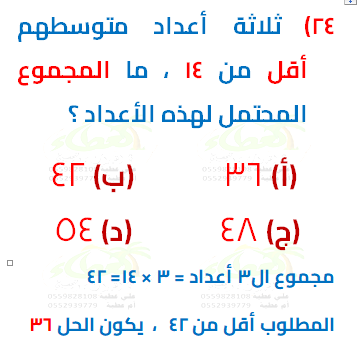 ٢٤) ثلاثة أعداد متوسطهم
أقل من ١٤ ، ما المجموع
المحتمل لهذه الأعداد ؟
(أ) ٣٦ (ب) ٤٢
(ج) ٤٨ (د) ٥٤
مجموع ال٣ أعداد = ٣ × ١٤= ٤٢
المطلوب أقل من ٤٢ ، يكون الحل ٣٦